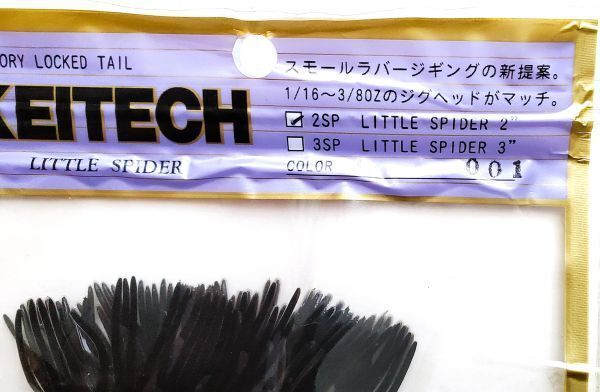 ORY LOCKED TAIL
KEITECH
LITTLE SPIDER
スモールラバージギングの新提案。
1/16〜3/8OZのジグヘッドがマッチ。
2SP LITTLE SPIDER 2"
3SP LITTLE SPIDER 3"
COLOR 001